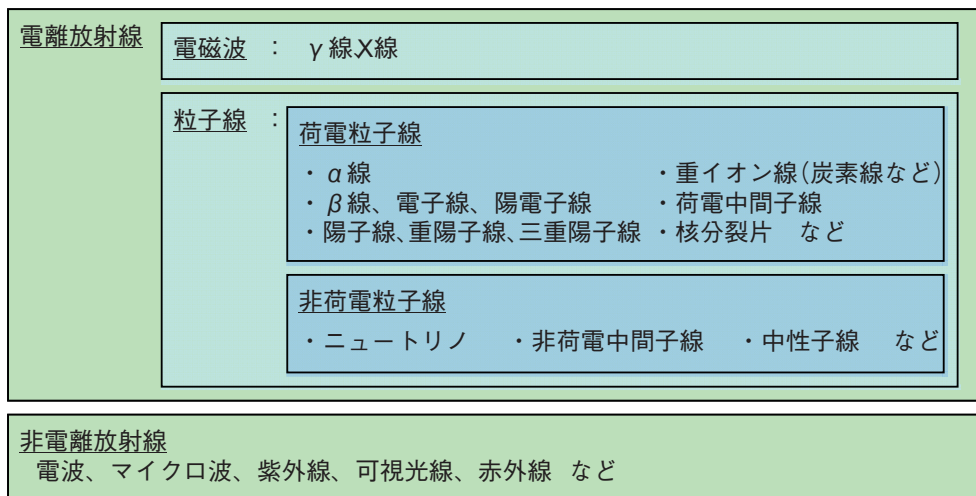 電離放射線
電磁波 : γ線、X線
粒子線 :
荷電粒子線
・α線
・β線、電子線、陽電子線
・陽子線、重陽子線、三重陽子線
・重イオン線(炭素線など)
・荷電中間子線
・核分裂片 など
非荷電粒子線
・ニュートリノ ・非荷電中間子線 ・中性子線 など
非電離放射線
電波、マイクロ波、紫外線、可視光線、赤外線 など